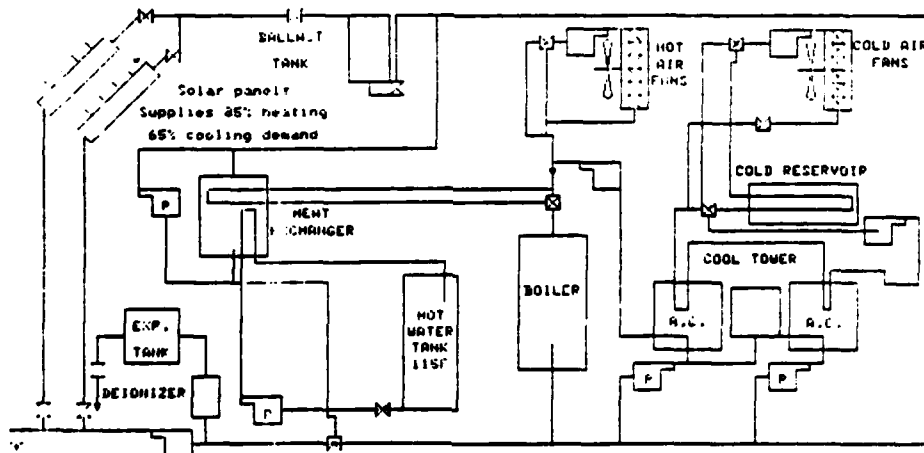 BALLAST
TANK
Solar panels
Supplies 85% heating
65% cooling demand
HOT
AIR
FANS
COLD AIR
FANS
COLD RESERVOIR
P
HEAT
EXCHANGER
COOL TOWER
BOILER
A.C.
A.C.
EXP.
TANK
HOT
WATER
TANK
115F
DEIONIZER
P
P
P